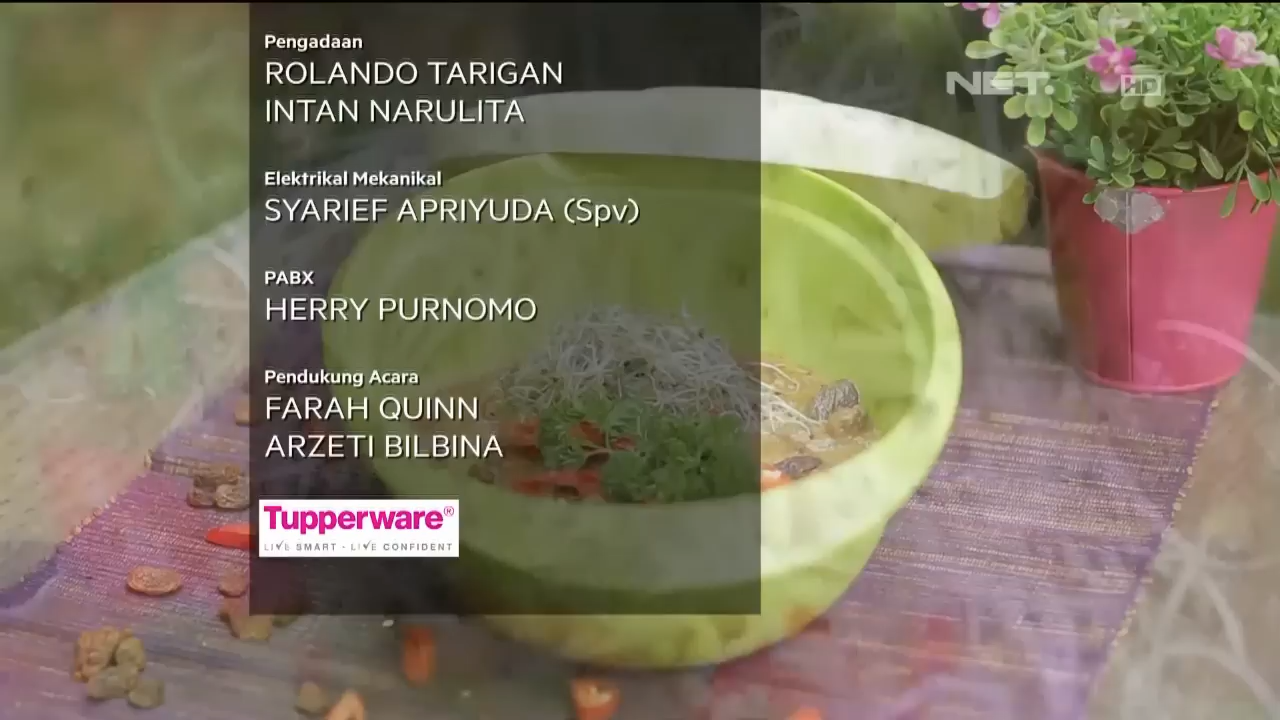 Pengadaan
ROLANDO TARIGAN
INTAN NARULITA
NET. HD
Elektrikal Mekanikal
SYARIEF APRIYUDA (Spv)
PABX
HERRY PURNOMO
Pendukung Acara
FARAH QUINN
ARZETI BILBINA
Tupperware®
LIVE SMART · LIVE CONFIDENT